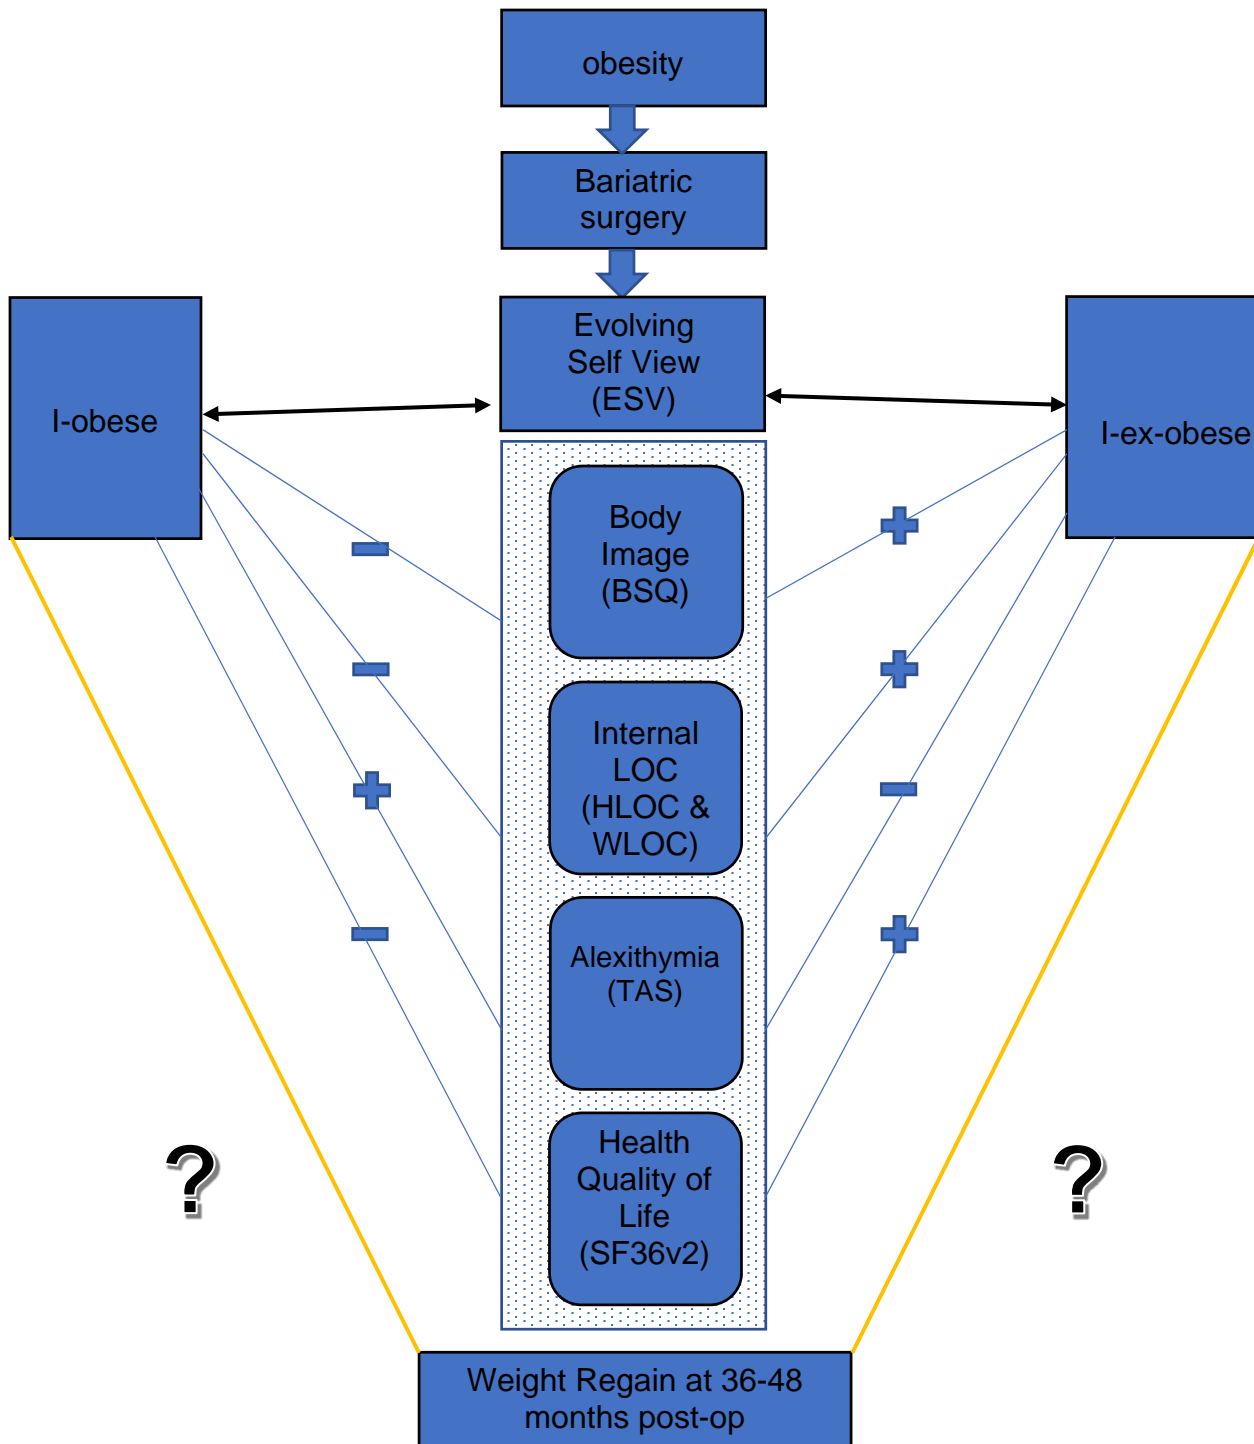 obesity
Bariatric
surgery
Evolving
Self View
(ESV)
I-obese
I-ex-obese
Body
Image
(BSQ)
Internal
LOC
(HLOC &
WLOC)
Alexithymia
(TAS)
Health
Quality of
Life
(SF36v2)
?
?
Weight Regain at 36-48
months post-op